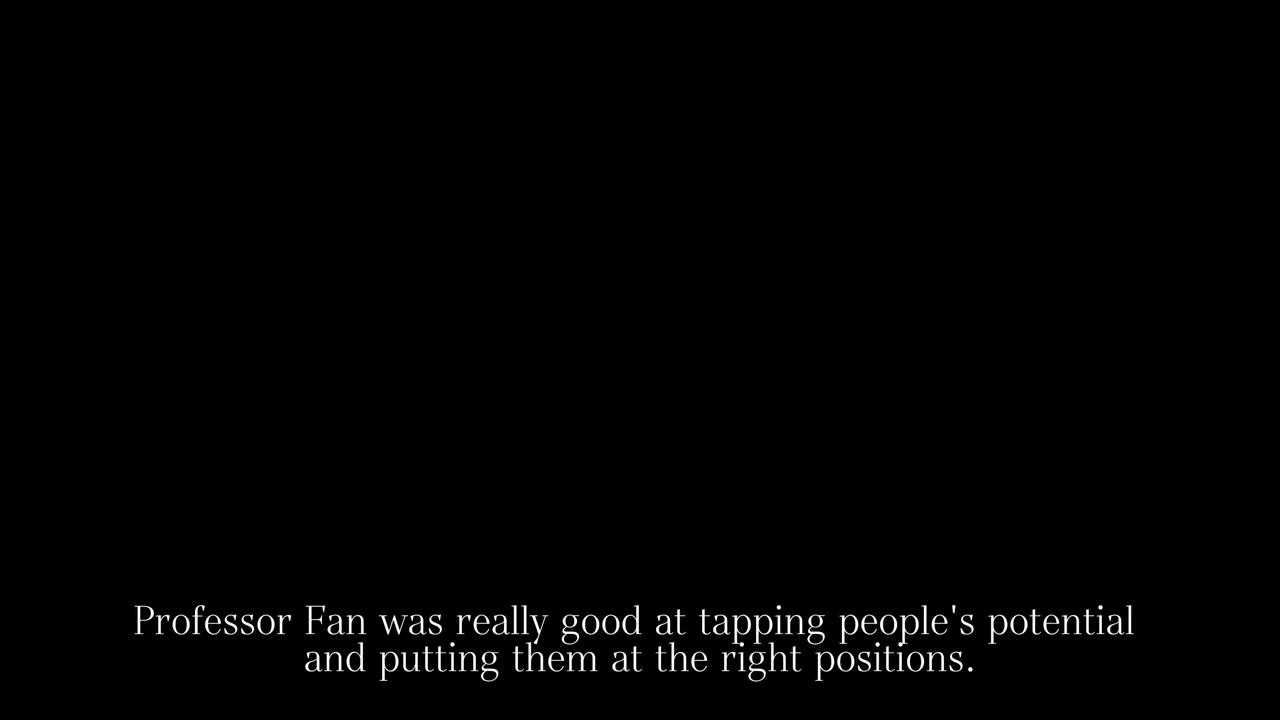 Professor Fan was really good at tapping people's potential
and putting them at the right positions.